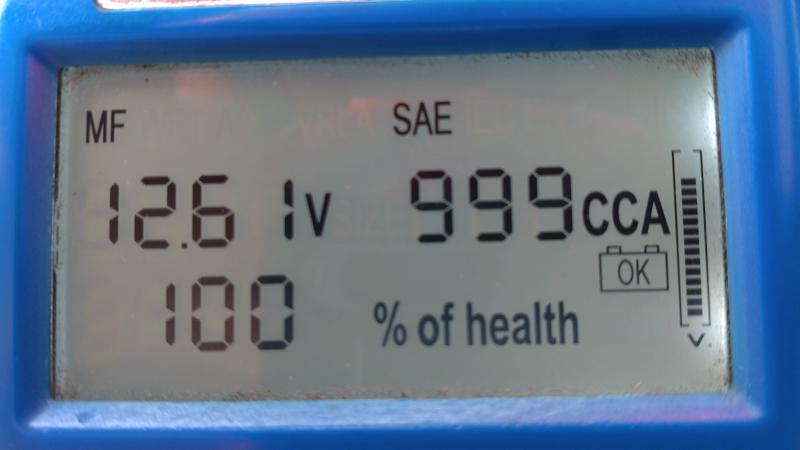 MF SAE
12.61V 999CCA
OK
100 % of health